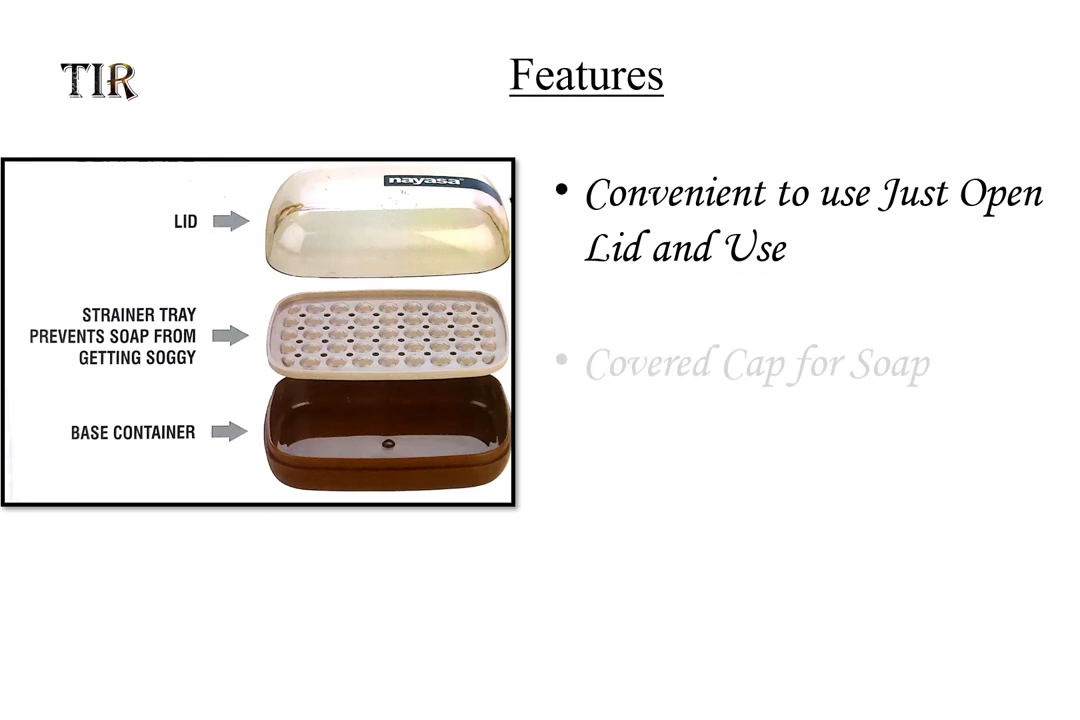 TIR
Features
nayasa
LID
STRAINER TRAY
PREVENTS SOAP FROM
GETTING SOGGY
BASE CONTAINER
• Convenient to use Just Open
Lid and Use
• Covered Cap for Soap